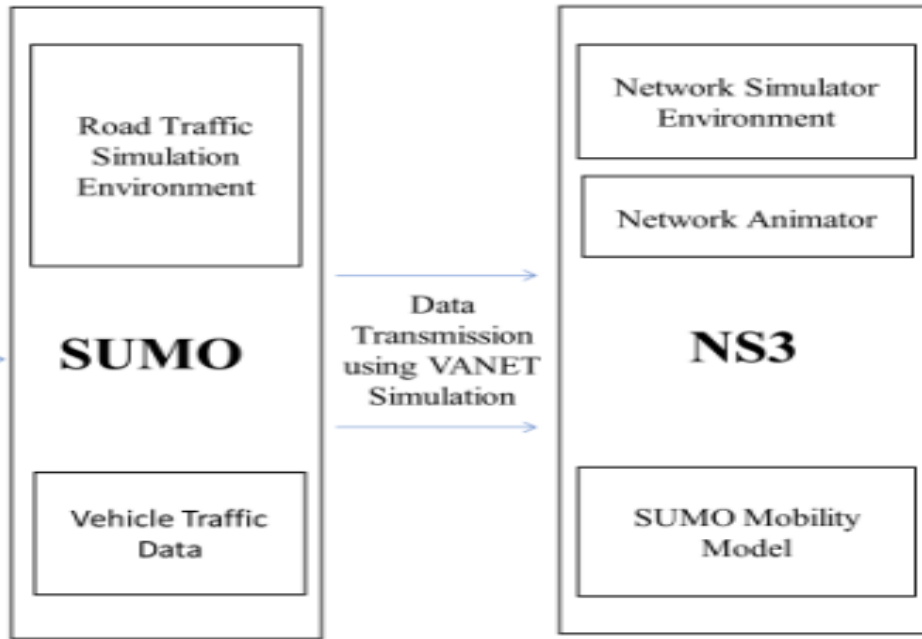 Road Traffic
Simulation
Environment
SUMO
Vehicle Traffic
Data
Data
Transmission
using VANET
Simulation
Network Simulator
Environment
Network Animator
NS3
SUMO Mobility
Model